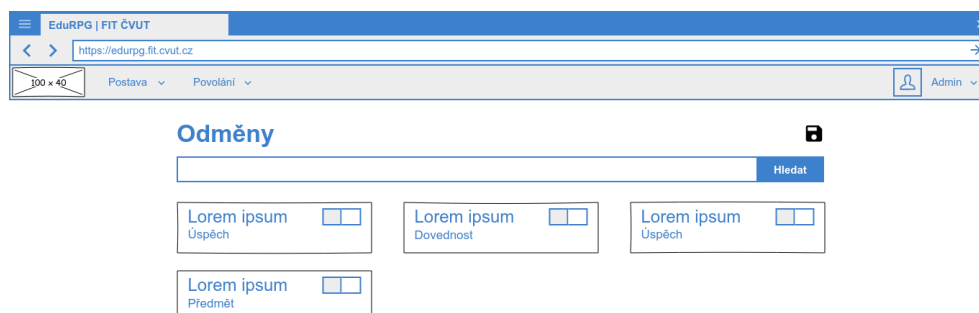 EduRPG | FIT ČVUT
https://edurpg.fit.cvut.cz
100 x 40
Postava
Povolání
Admin
Odměny
Hledat
Lorem ipsum
Úspěch
Lorem ipsum
Dovednost
Lorem ipsum
Úspěch
Lorem ipsum
Předmět